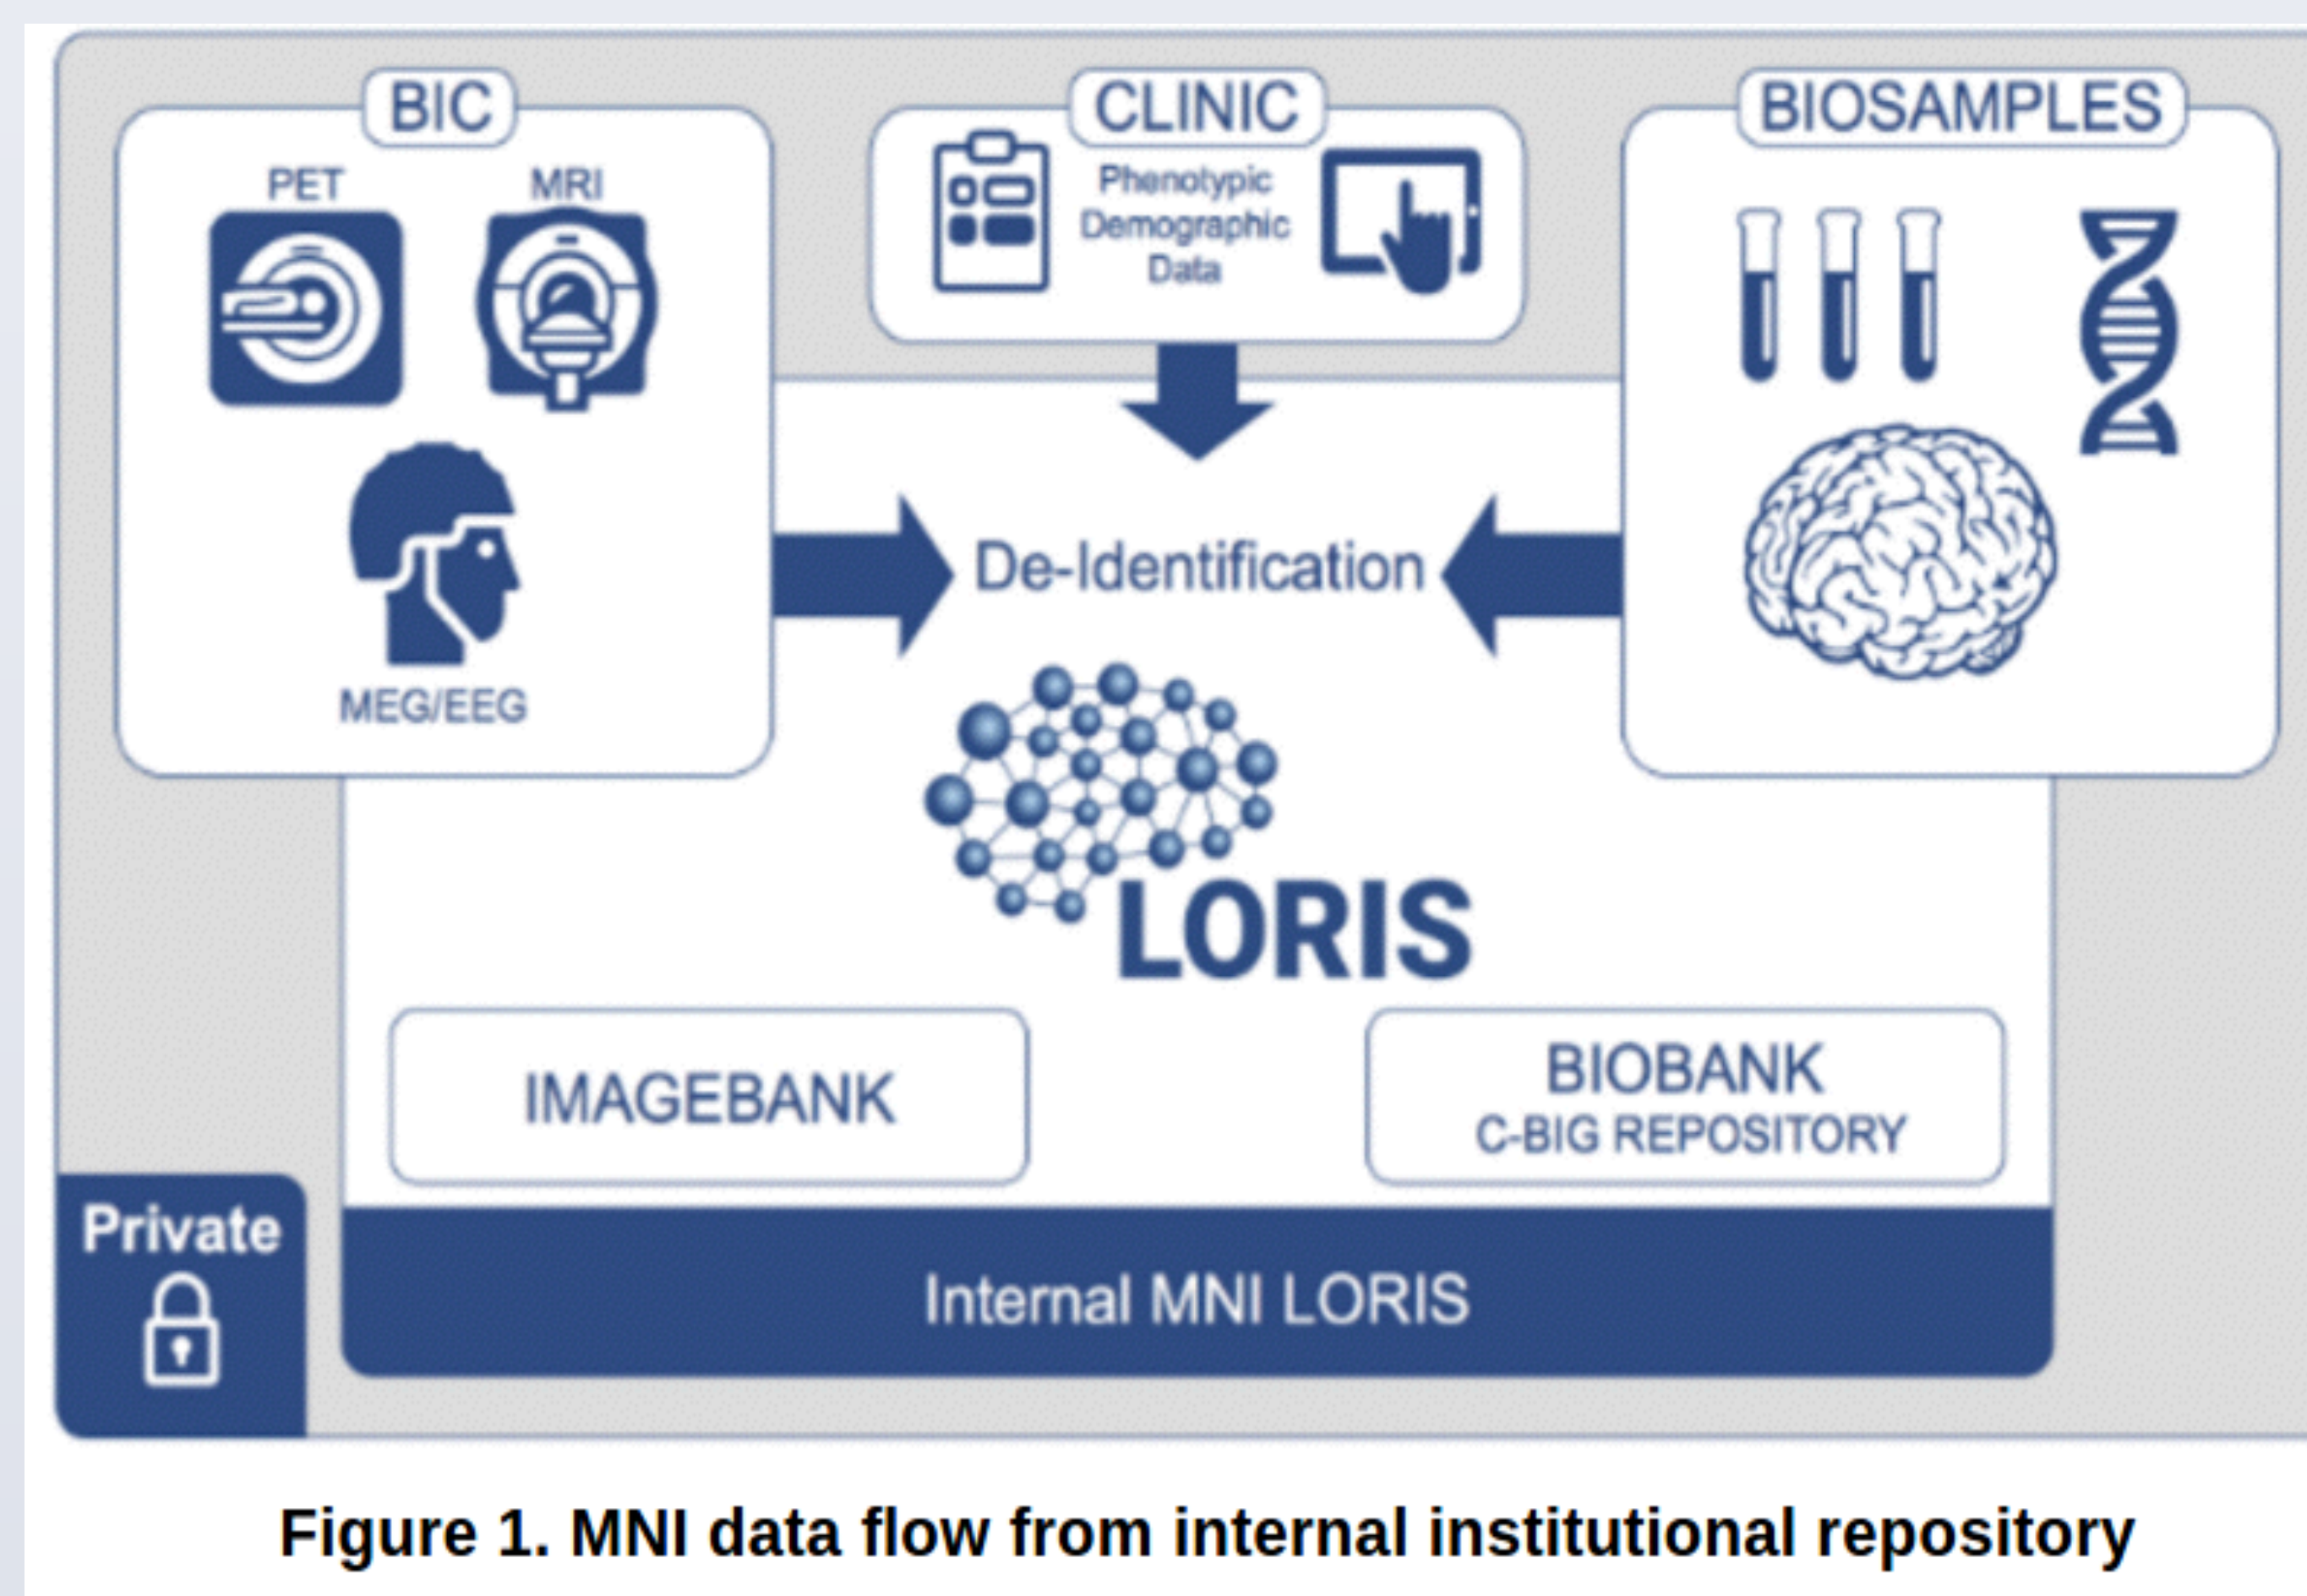 BIC
PET
MRI
MEG/EEG
CLINIC
Phenotypic
Demographic
Data
BIOSAMPLES
De-Identification
LORIS
IMAGEBANK
BIOBANK
C-BIG REPOSITORY
Private
Internal MNI LORIS
Figure 1. MNI data flow from internal institutional repository